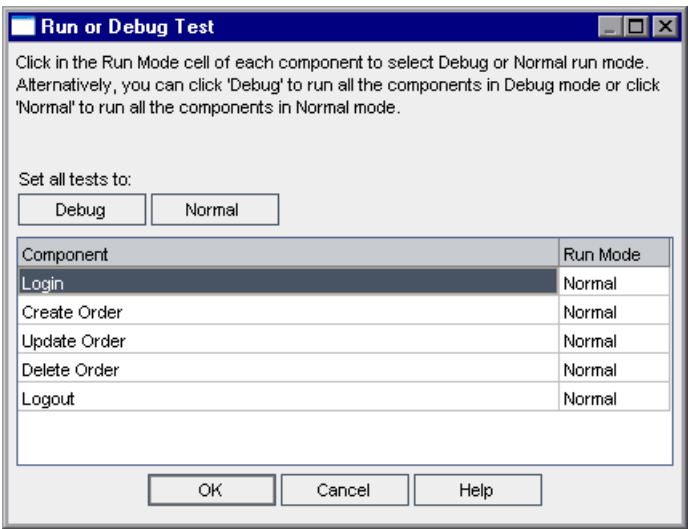 Run or Debug Test
Click in the Run Mode cell of each component to select Debug or Normal run mode.
Alternatively, you can click 'Debug' to run all the components in Debug mode or click
'Normal' to run all the components in Normal mode.
Set all tests to:
Debug Normal
Component Run Mode
Login Normal
Create Order Normal
Update Order Normal
Delete Order Normal
Logout Normal
OK Cancel Help